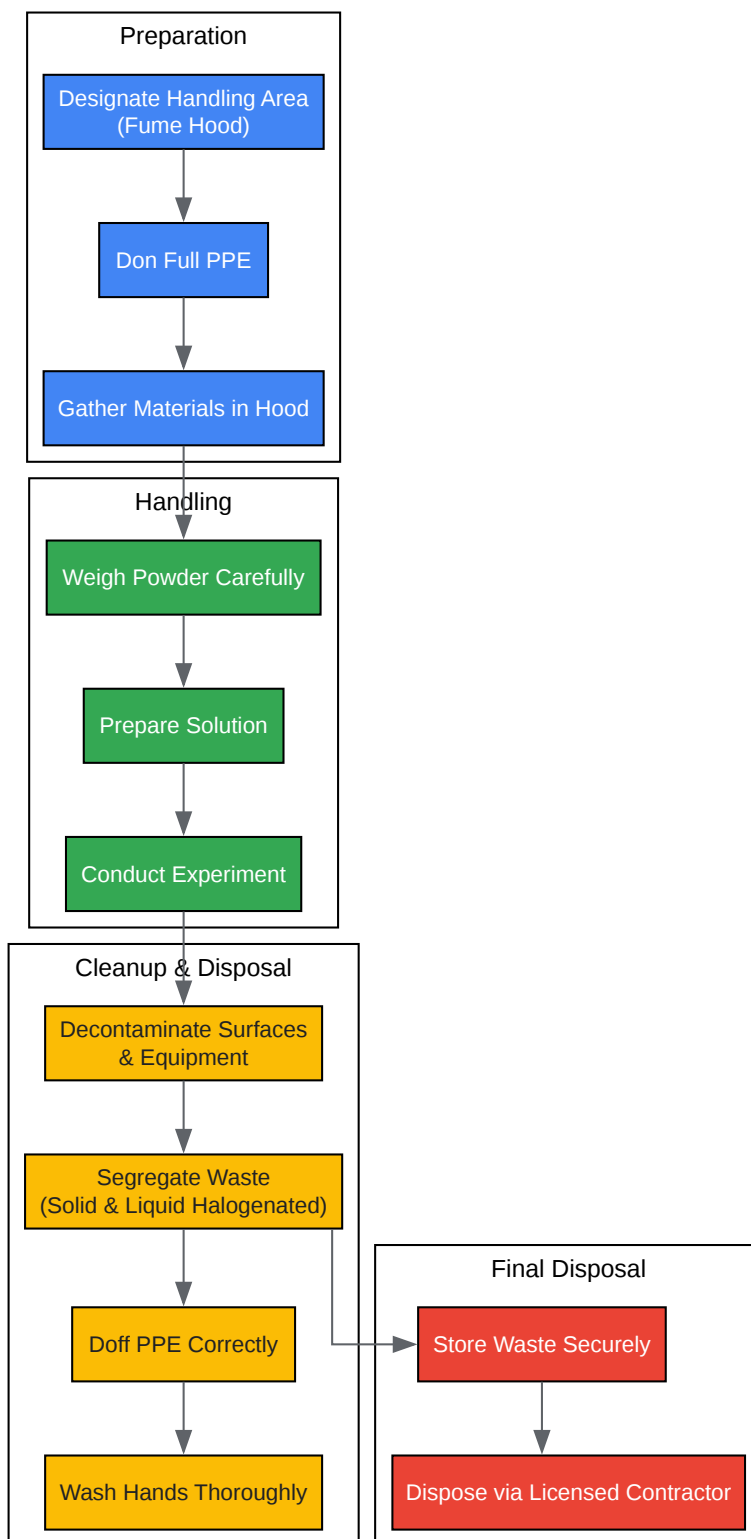 Preparation
Designate Handling Area
(Fume Hood)
Don Full PPE
Gather Materials in Hood
Handling
Weigh Powder Carefully
Prepare Solution
Conduct Experiment
Cleanup & Disposal
Decontaminate Surfaces
& Equipment
Segregate Waste
(Solid & Liquid Halogenated)
Doff PPE Correctly
Wash Hands Thoroughly
Final Disposal
Store Waste Securely
Dispose via Licensed Contractor